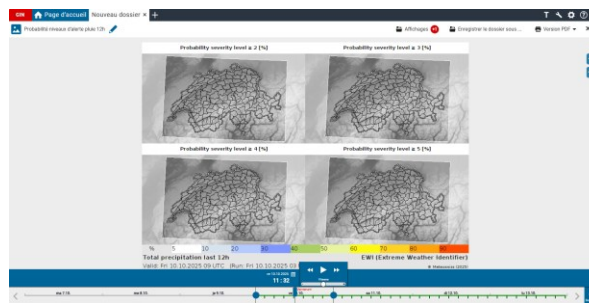 GIN Page d'accueil Nouveau dossier × +
Probabilité niveaux d'alerte pluie 12h
Affichages Enregistrer le dossier sous ... Version PDF
Probability severity level ≥ 2 [%] Probability severity level ≥ 3 [%]
Probability severity level ≥ 4 [%] Probability severity level ≥ 5 [%]
% 5 10 20 30 40 50 60 70 80 90
Total precipitation last 12h EWI (Extreme Weather Identifier)
Valid: Fri 10.10.2025 09 UTC (Run: Fri 10.10.2025 03
11 : 32